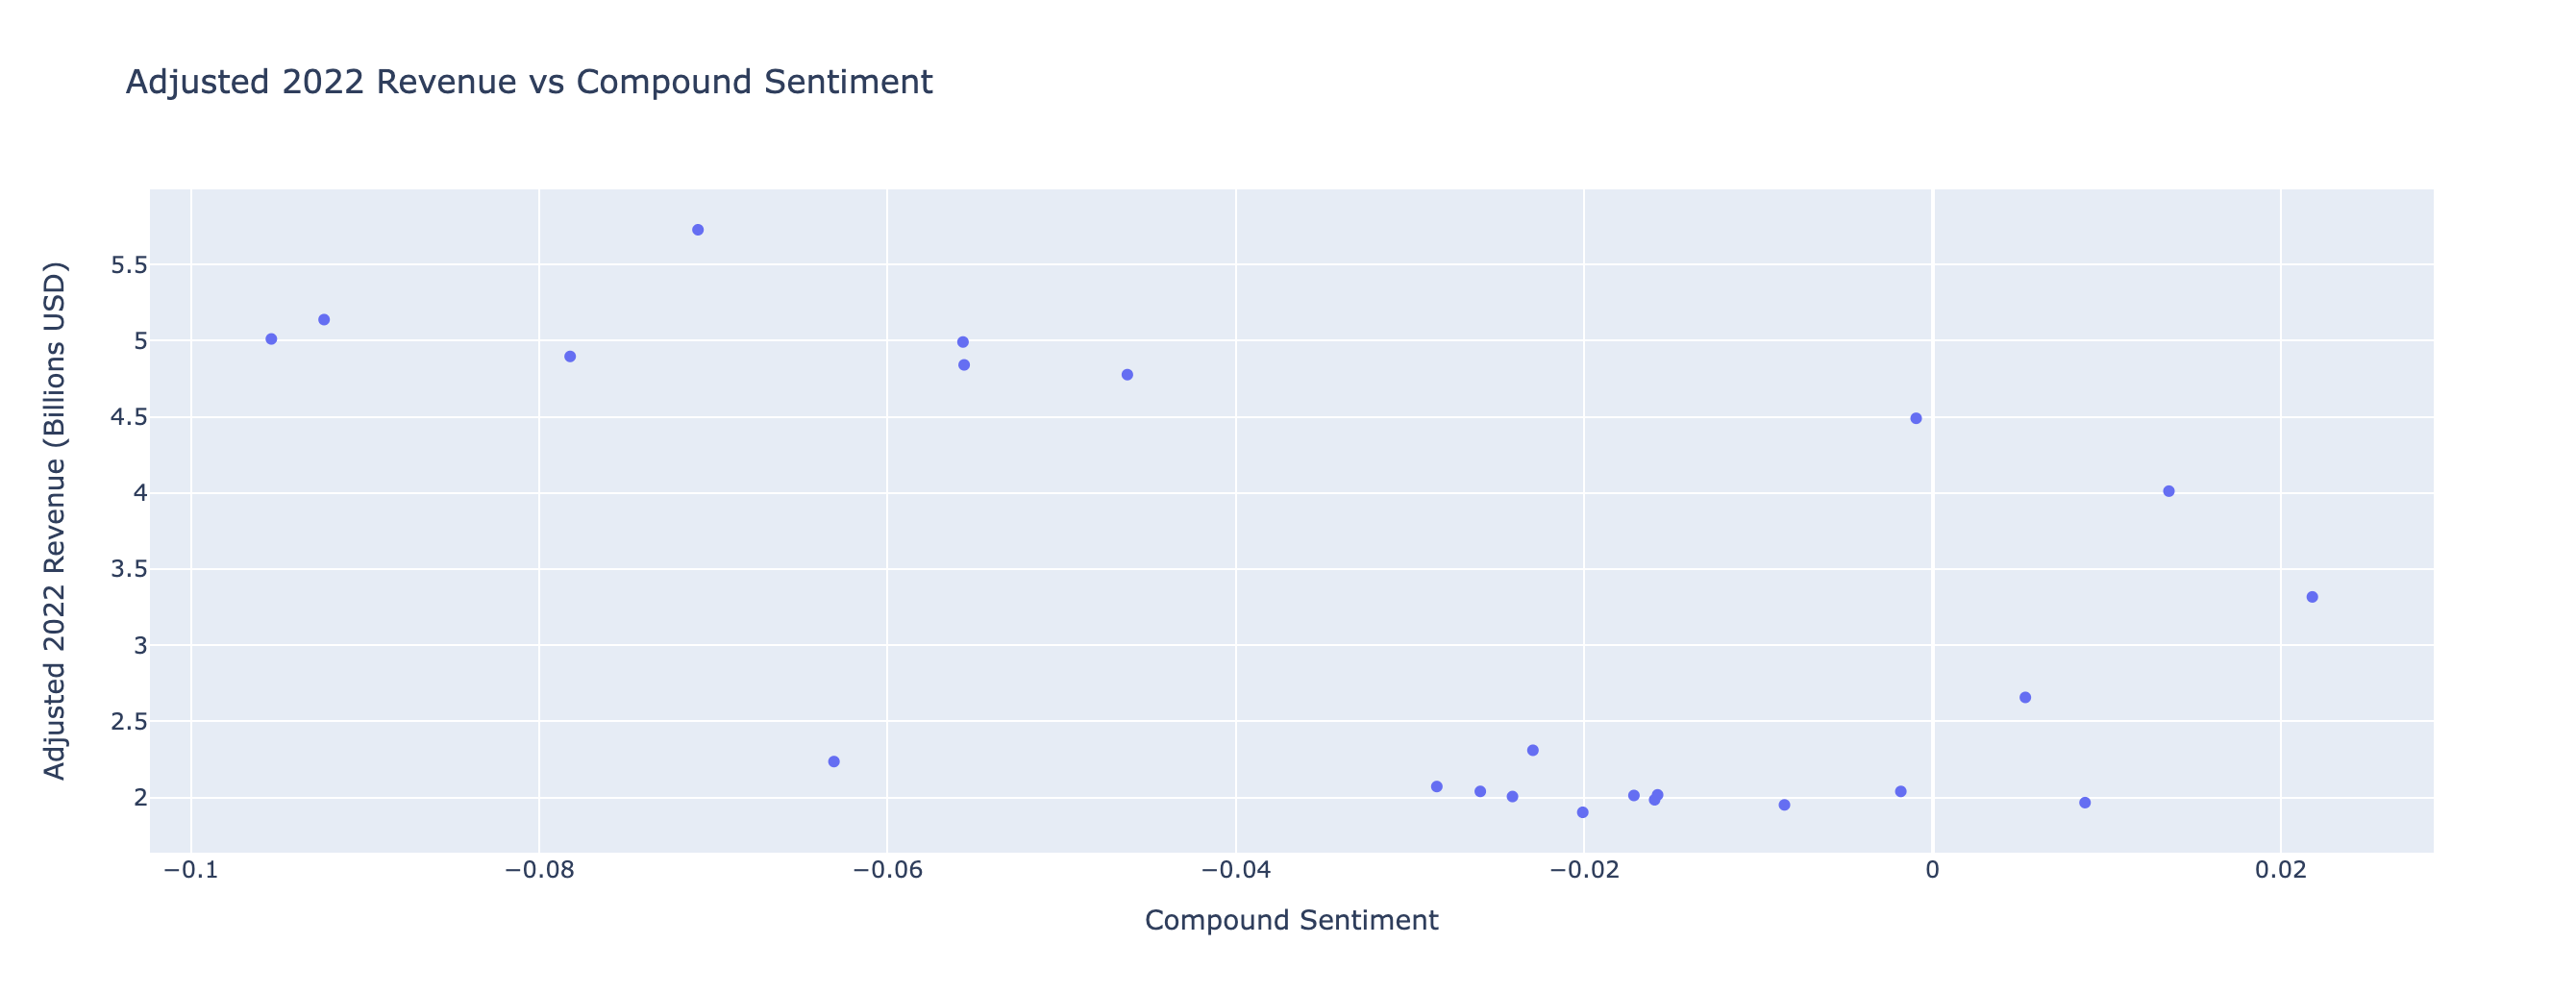 Adjusted 2022 Revenue vs Compound Sentiment
Adjusted 2022 Revenue (Billions USD)
5.5
5
4.5
4
3.5
3
2.5
2
−0.1 −0.08 −0.06 −0.04 −0.02 0 0.02
Compound Sentiment